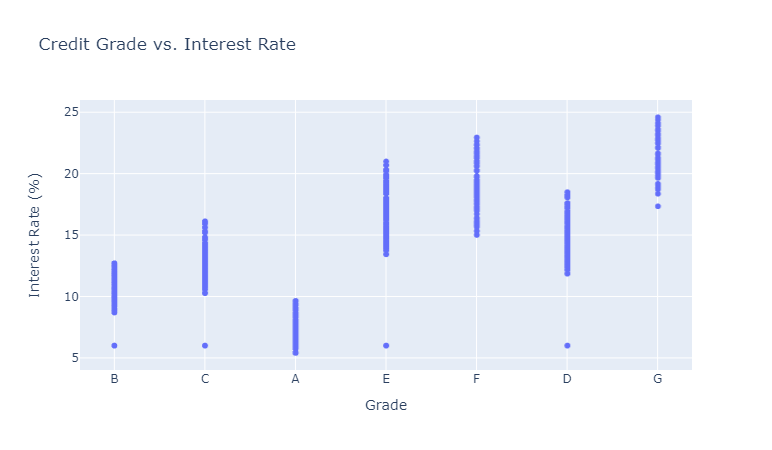 Credit Grade vs. Interest Rate
Interest Rate (%)
25
20
15
10
5
B C A E F D G
Grade